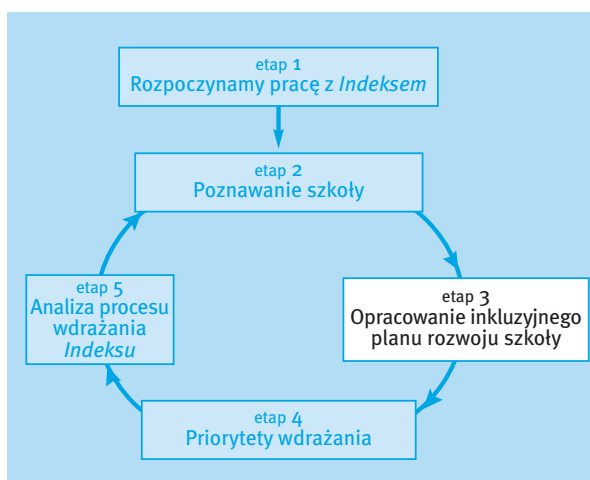 etap 1
Rozpoczynamy pracę z Indeksem
etap 2
Poznawanie szkoły
etap 3
Opracowanie inkluzyjnego
planu rozwoju szkoły
etap 4
Priorytety wdrażania
etap 5
Analiza procesu
wdrażania
Indeksu